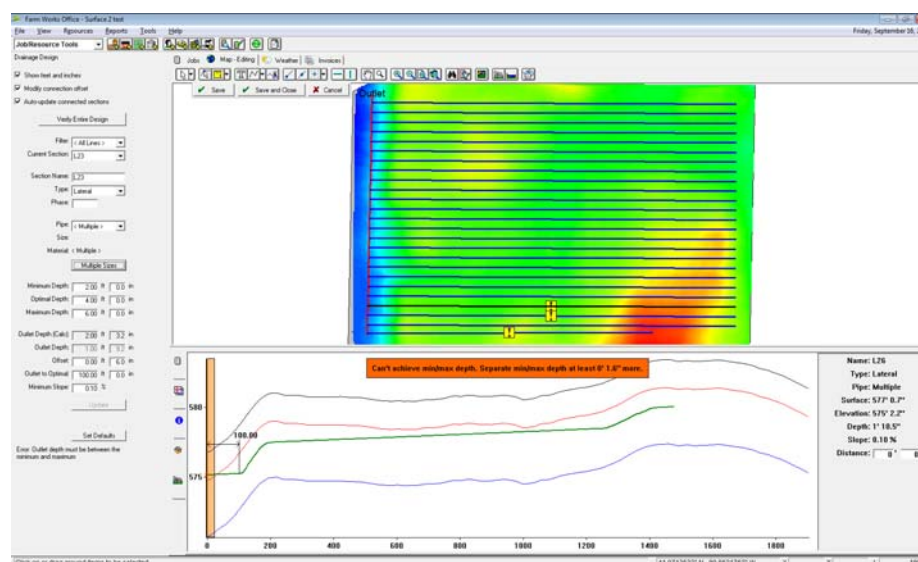 Farm Works Office - Surface 2 test
File View Resources Reports Tools Help
Friday, September 16, 2
Job/Resource Tools
Jobs Map - Editing Weather Invoices
Drainage Design
Show feet and inches
Modify connection offset
Auto-update connected sections
Save Save and Close Cancel
Outlet
Verify Entire Design
Filter: < All Lines >
Current Section: L23
Section Name: L23
Type: Lateral
Phase:
Pipe: < Multiple >
Size:
Material: < Multiple >
Multiple Sizes
Minimum Depth: 2.00 ft 0.0 in
Optimal Depth: 4.00 ft 0.0 in
Maximum Depth: 6.00 ft 0.0 in
Outlet Depth (Calc): 2.00 ft 3.2 in
Outlet Depth: 1.00 ft 9.2 in
Offset: 0.00 ft 6.0 in
Outlet to Optimal: 100.00 ft 0.0 in
Minimum Slope: 0.10 %
Update
Set Defaults
Error: Outlet depth must be between the
minimum and maximum
Can't achieve min/max depth. Separate min/max depth at least 0' 1.6" more.
580
100.00
575
0 200 400 600 800 1000 1200 1400 1600 1800
Name: L26
Type: Lateral
Pipe: Multiple
Surface: 577' 0.7"
Elevation: 575' 2.2"
Depth: 1' 10.5"
Slope: 0.10 %
Distance: 0 ' 0